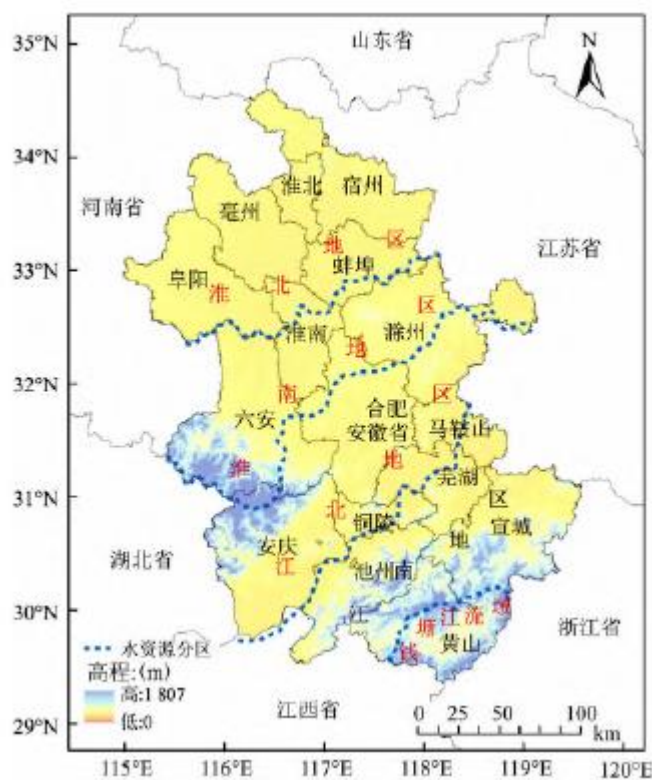 35°N
34°N
33°N
32°N
31°N
30°N
29°N
115°E
116°E
117°E
118°E
119°E
120°E
N
山东省
河南省
江苏省
湖北省
浙江省
江西省
淮北
宿州
亳州
蚌埠
阜阳
淮南
滁州
六安
合肥
安徽省
马鞍山
芜湖
铜陵
宣城
安庆
池州
黄山
淮北地区
淮南地区
江北地区
江南地区
钱塘江流域
水资源分区
高程:(m)
高:1 807
低:0
0 25 50 100
km